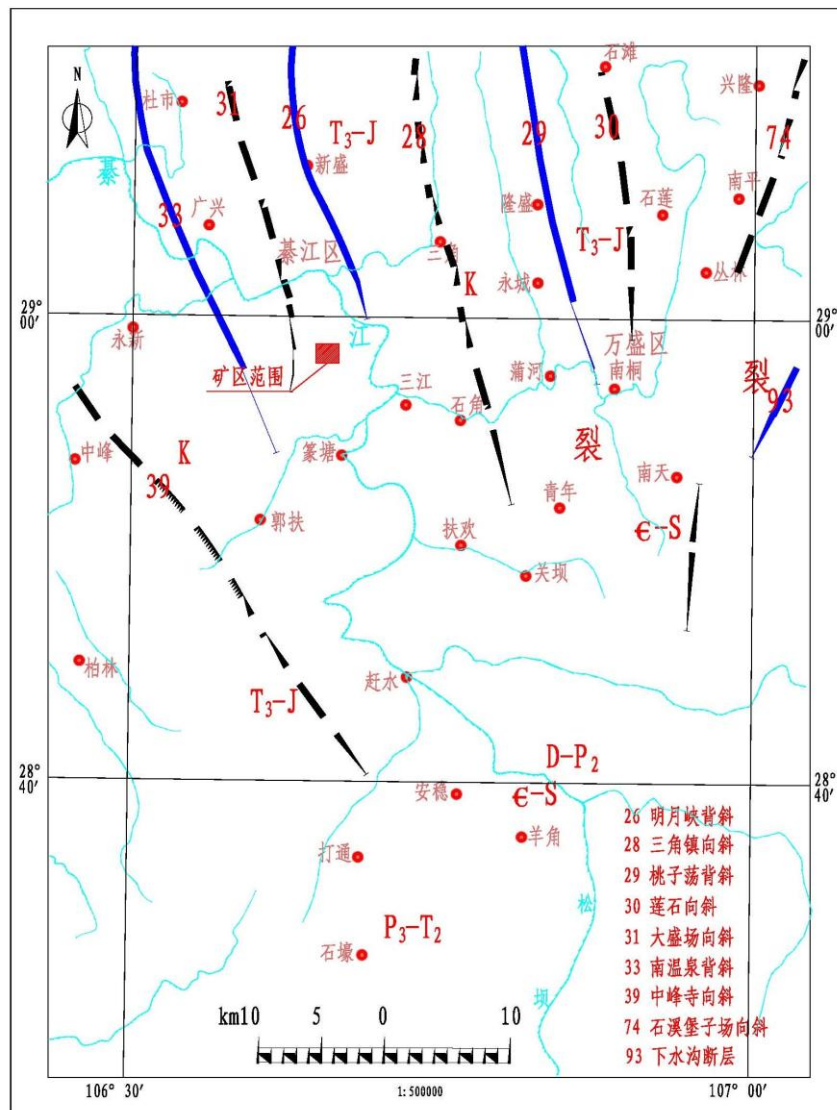 N
石滩
兴隆
杜市
31
26
T₃-J
28
29
30
74
綦
新盛
南平
隆盛
石莲
33
广兴
綦江区
三角
T₃-J
丛林
K
永城
29° 00′
29° 00′
永新
江
万盛区
矿区范围
蒲河
南桐
裂
93
三江
石角
K
中峰
篆塘
裂
南天
39
青年
郭扶
扶欢
Є-S
关坝
柏林
赶水
T₃-J
D-P₂
28° 40′
28° 40′
安稳
Є-S
26 明月峡背斜
羊角
28 三角镇向斜
打通
29 桃子荡背斜
30 莲石向斜
松
31 大盛场向斜
P₃-T₂
石壕
33 南温泉背斜
坝
39 中峰寺向斜
km10 5 0 10
74 石溪堡子场向斜
93 下水沟断层
106° 30′
1:500000
107° 00′